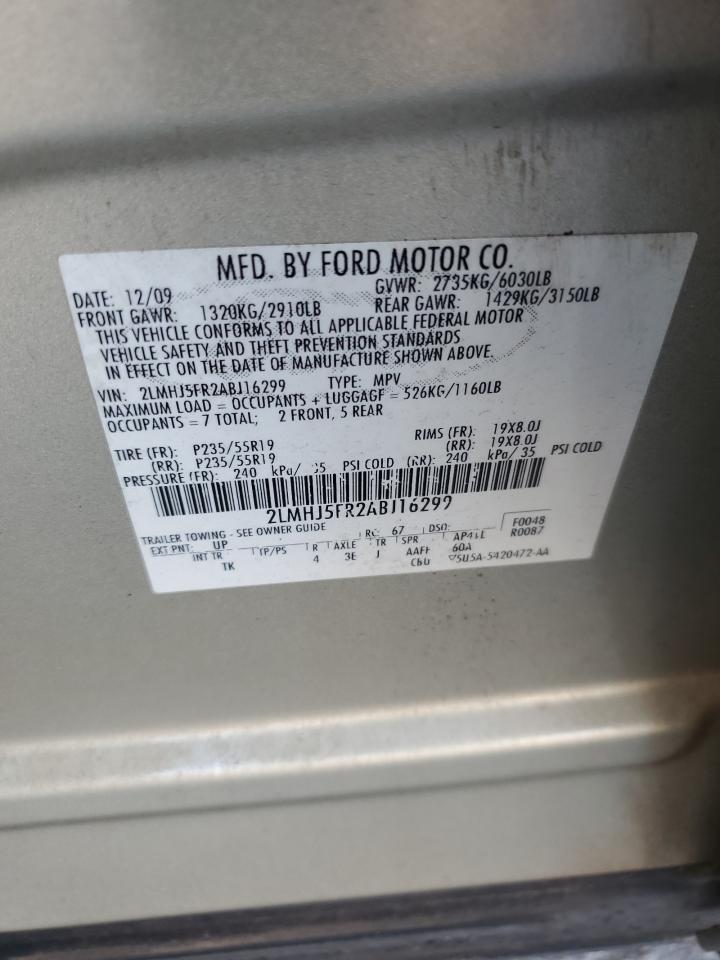 MFD. BY FORD MOTOR CO.
DATE: 12/09 GVWR: 2735KG/6030LB
FRONT GAWR: 1320KG/2910LB REAR GAWR: 1429KG/3150LB
THIS VEHICLE CONFORMS TO ALL APPLICABLE FEDERAL MOTOR
VEHICLE SAFETY AND THEFT PREVENTION STANDARDS
IN EFFECT ON THE DATE OF MANUFACTURE SHOWN ABOVE.
VIN: 2LMHJ5FR2ABJ16299 TYPE: MPV
MAXIMUM LOAD = OCCUPANTS + LUGGAGE = 526KG/1160LB
OCCUPANTS = 7 TOTAL; 2 FRONT, 5 REAR
TIRE (FR): P235/55R19 RIMS (FR): 19X8.0J
(RR): P235/55R19 (RR): 19X8.0J
PRESSURE (FR): 240 kPa/ 35 PSI COLD (RR): 240 kPa/ 35 PSI COLD
2LMHJ5FR2ABJ16299
TRAILER TOWING - SEE OWNER GUIDE RC: 67 DSO: F0048
EXT PNT: UP R0087
INT TR TP/PS R AXLE TR SPR
TK 4 3E J 60A
▽5U5A-5420472-AA